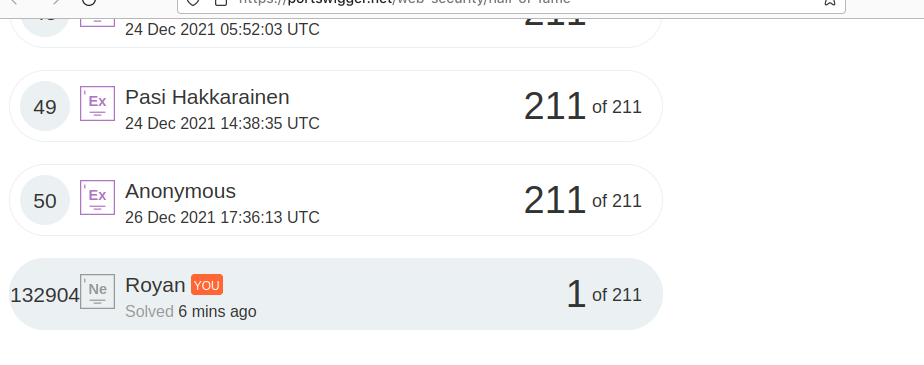 https://portswigger.net/web-security/hall-of-fame
24 Dec 2021 05:52:03 UTC
211
49
Ex
Pasi Hakkarainen
24 Dec 2021 14:38:35 UTC
211 of 211
50
Ex
Anonymous
26 Dec 2021 17:36:13 UTC
211 of 211
132904
Ne
Royan YOU
Solved 6 mins ago
1 of 211